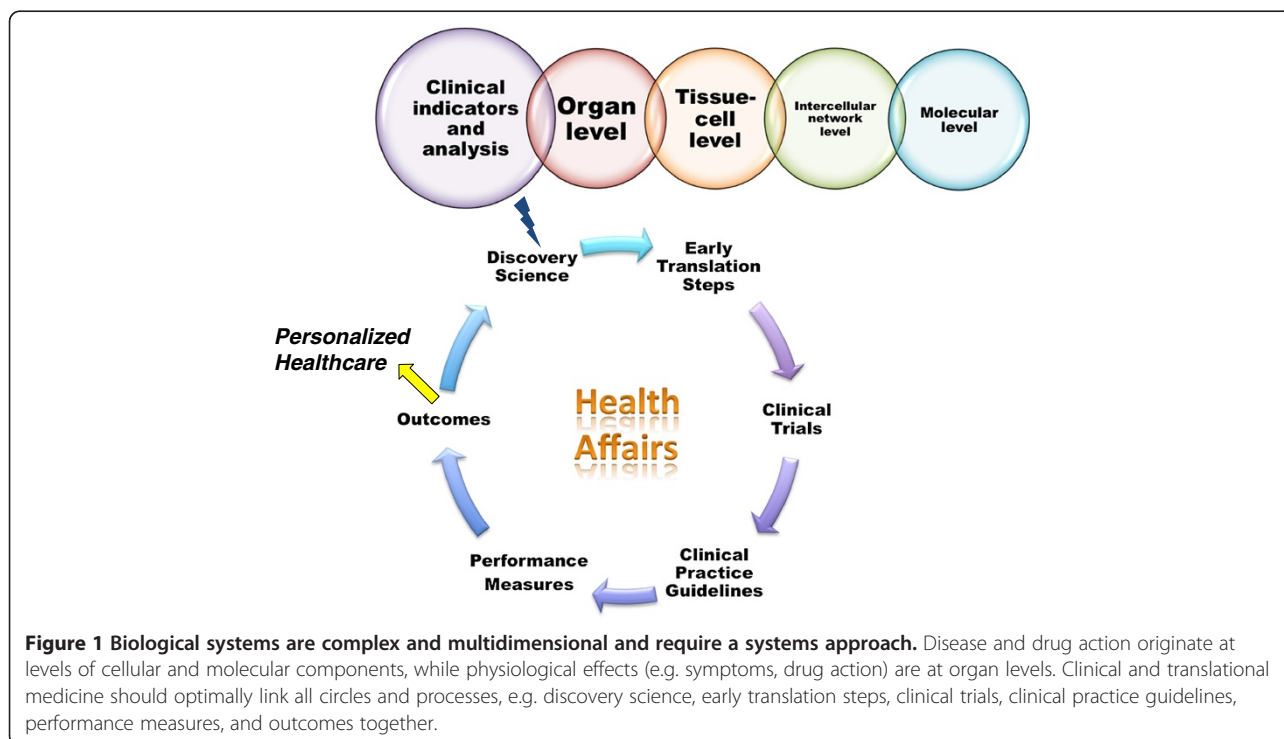 Clinical
indicators
and
analysis
Organ
level
Tissue-
cell
level
Intercellular
network
level
Molecular
level
Discovery
Science
Early
Translation
Steps
Personalized
Healthcare
Outcomes
Health
Affairs
Clinical
Trials
Performance
Measures
Clinical
Practice
Guidelines
Figure 1 Biological systems are complex and multidimensional and require a systems approach. Disease and drug action originate at
levels of cellular and molecular components, while physiological effects (e.g. symptoms, drug action) are at organ levels. Clinical and translational
medicine should optimally link all circles and processes, e.g. discovery science, early translation steps, clinical trials, clinical practice guidelines,
performance measures, and outcomes together.